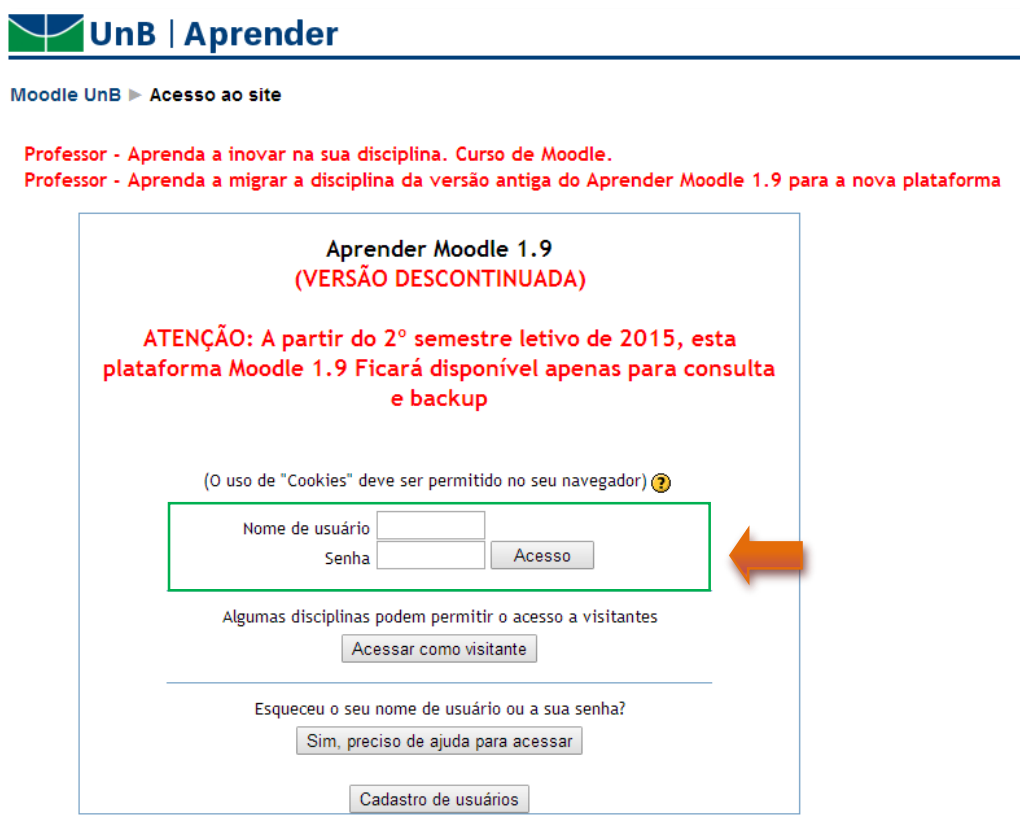 UnB | Aprender
Moodle UnB ► Acesso ao site
Professor - Aprenda a inovar na sua disciplina. Curso de Moodle.
Professor - Aprenda a migrar a disciplina da versão antiga do Aprender Moodle 1.9 para a nova plataforma
Aprender Moodle 1.9
(VERSÃO DESCONTINUADA)
ATENÇÃO: A partir do 2º semestre letivo de 2015, esta
plataforma Moodle 1.9 Ficará disponível apenas para consulta
e backup
(O uso de "Cookies" deve ser permitido no seu navegador) ?
Nome de usuário
Senha Acesso
Algumas disciplinas podem permitir o acesso a visitantes
Acessar como visitante
Esqueceu o seu nome de usuário ou a sua senha?
Sim, preciso de ajuda para acessar
Cadastro de usuários